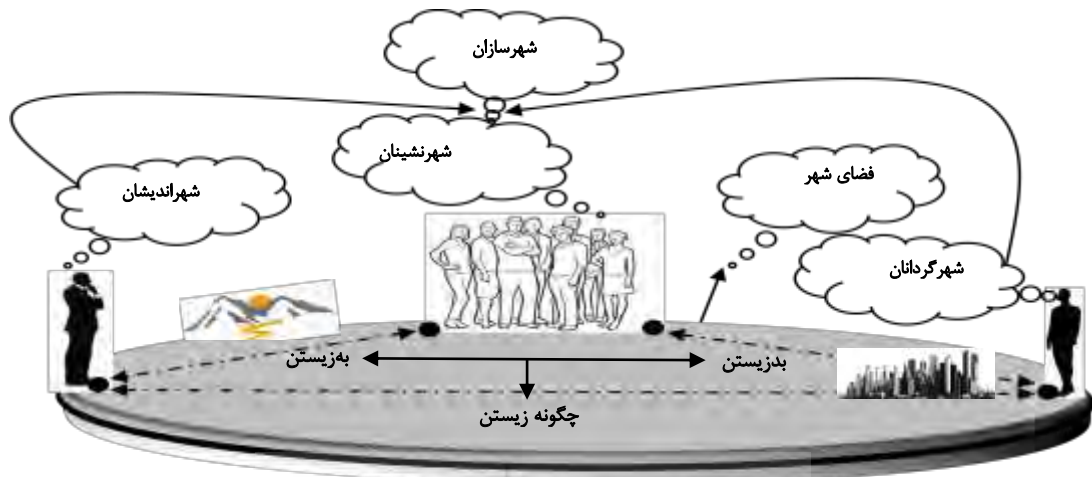 شهرسازان
شهرنشینان
فضای شهر
شهراندیشان
شهرگردانان
بدزیستن
به‌زیستن
چگونه زیستن